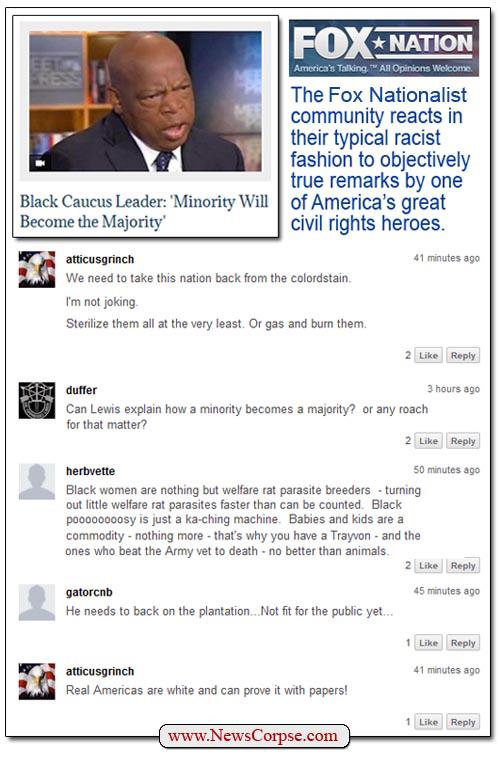 MEET THE
PRESS
MEET
Black Caucus Leader: 'Minority Will
Become the Majority'
FOX★NATION
America's Talking.™ All Opinions Welcome.
The Fox Nationalist
community reacts in
their typical racist
fashion to objectively
true remarks by one
of America's great
civil rights heroes.
atticusgrinch 41 minutes ago
We need to take this nation back from the colordstain.
I'm not joking.
Sterilize them all at the very least. Or gas and burn them.
2 Like Reply
duffer 3 hours ago
Can Lewis explain how a minority becomes a majority? or any roach
for that matter?
2 Like Reply
herbvette 50 minutes ago
Black women are nothing but welfare rat parasite breeders - turning
out little welfare rat parasites faster than can be counted. Black
poooooooosy is just a ka-ching machine. Babies and kids are a
commodity - nothing more - that's why you have a Trayvon - and the
ones who beat the Army vet to death - no better than animals.
2 Like Reply
gatorcnb 45 minutes ago
He needs to back on the plantation...Not fit for the public yet...
1 Like Reply
atticusgrinch 41 minutes ago
Real Americas are white and can prove it with papers!
1 Like Reply
www.NewsCorpse.com